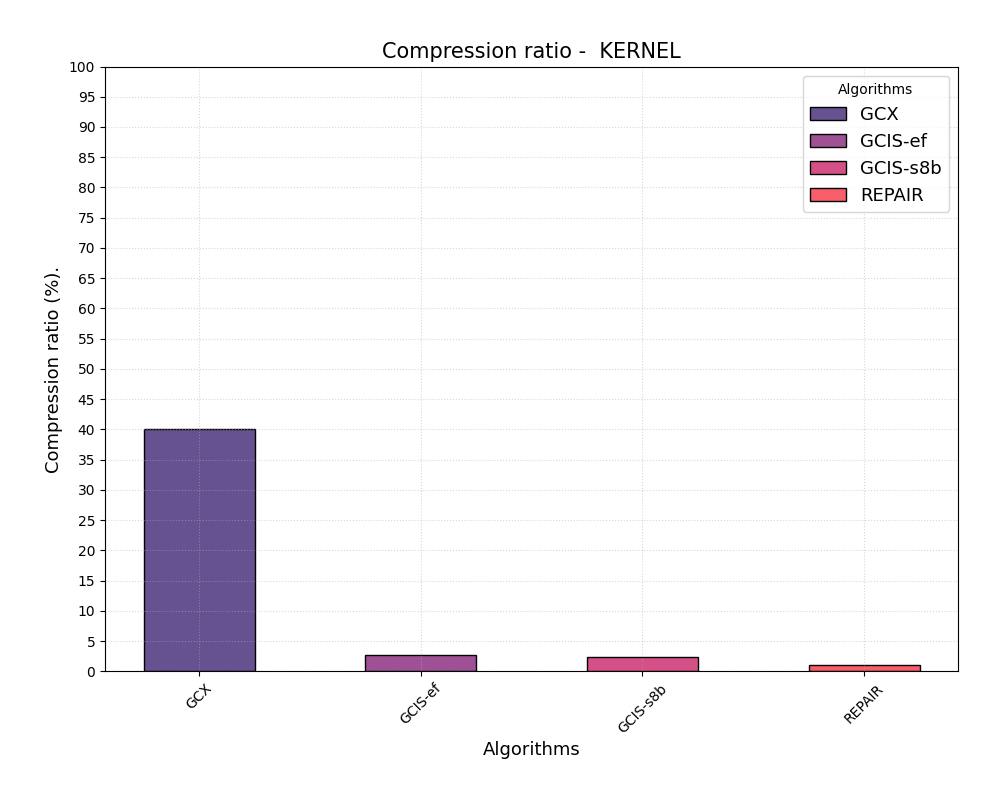 Compression ratio -  KERNEL
Algorithms
GCX
GCIS-ef
GCIS-s8b
REPAIR
Compression ratio (%).
100
95
90
85
80
75
70
65
60
55
50
45
40
35
30
25
20
15
10
5
0
GCX
GCIS-ef
GCIS-s8b
REPAIR
Algorithms